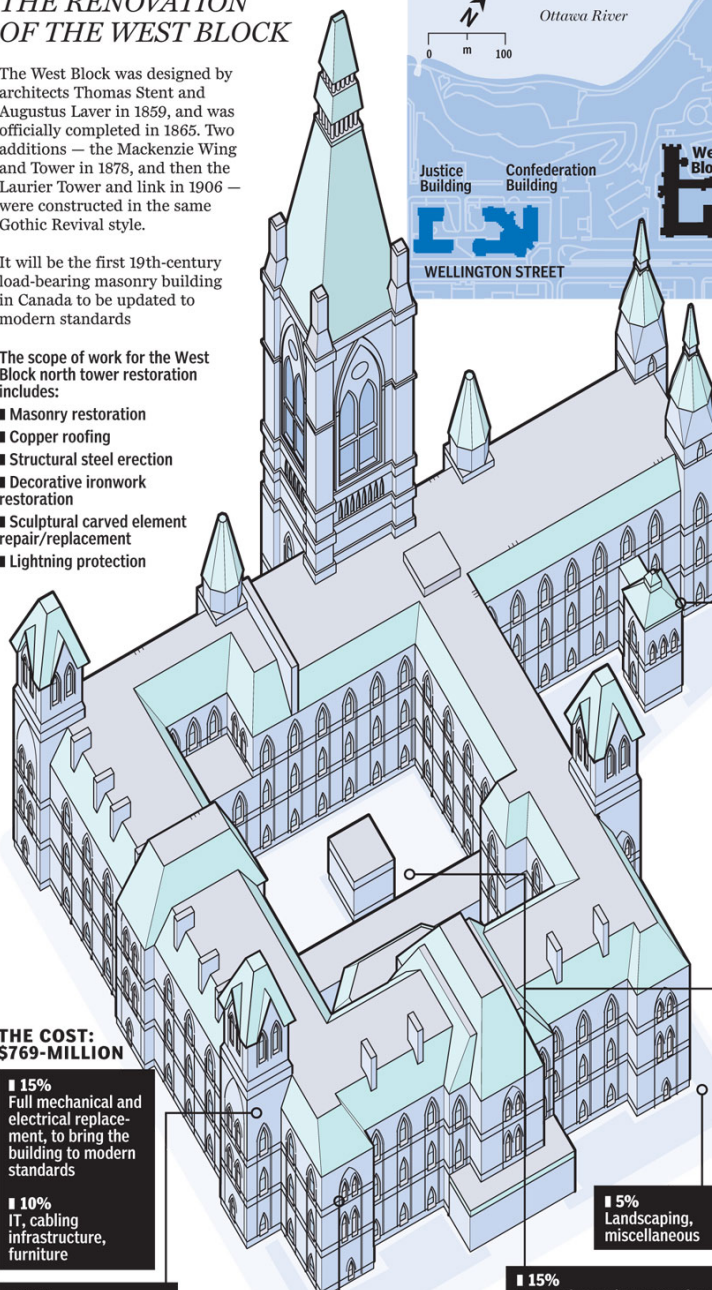 THE RENOVATION
OF THE WEST BLOCK
The West Block was designed by
architects Thomas Stent and
Augustus Laver in 1859, and was
officially completed in 1865. Two
additions — the Mackenzie Wing
and Tower in 1878, and then the
Laurier Tower and link in 1906 —
were constructed in the same
Gothic Revival style.
It will be the first 19th-century
load-bearing masonry building
in Canada to be updated to
modern standards
The scope of work for the West
Block north tower restoration
includes:
Masonry restoration
Copper roofing
Structural steel erection
Decorative ironwork
restoration
Sculptural carved element
repair/replacement
Lightning protection
N
Ottawa River
0 m 100
Justice
Building
Confederation
Building
WELLINGTON STREET
THE COST:
$769-MILLION
15%
Full mechanical and
electrical replace-
ment, to bring the
building to modern
standards
10%
IT, cabling
infrastructure,
furniture
5%
Landscaping,
miscellaneous
15%